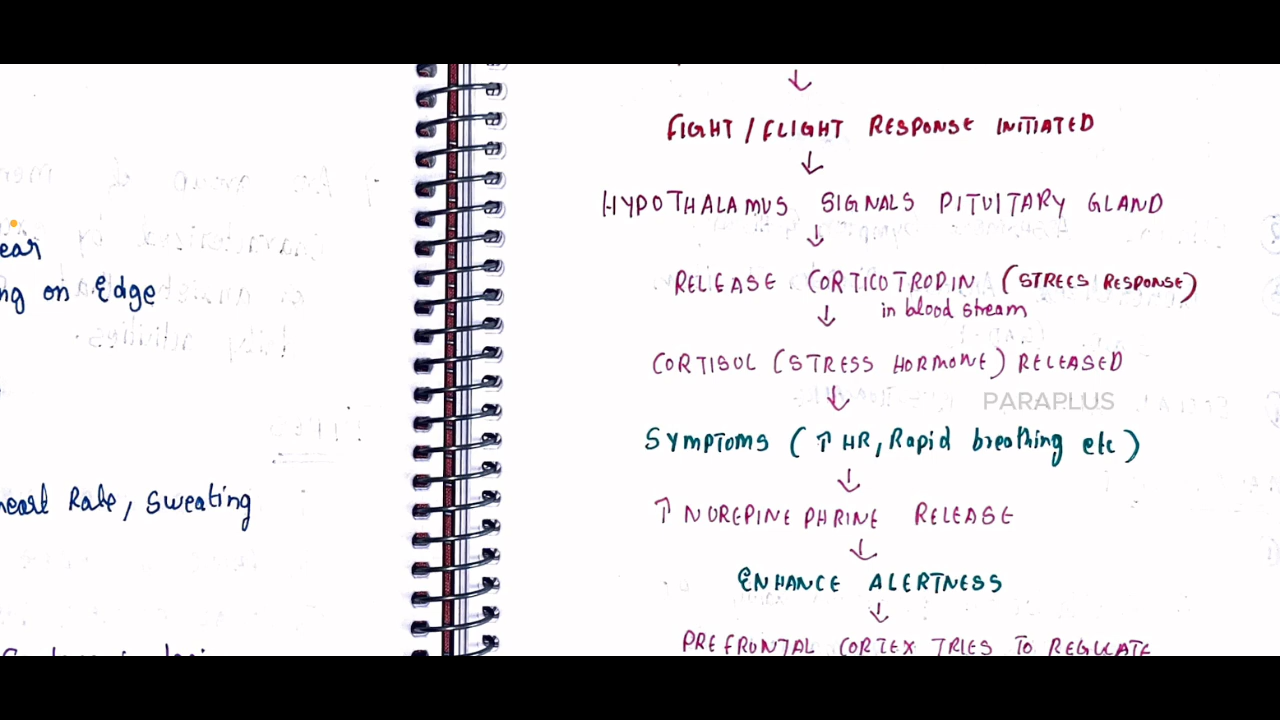 ear
ng on Edge
heart Rate, Sweating
FIGHT/FLIGHT RESPONSE INITIATED
HYPOTHALAMUS SIGNALS PITUITARY GLAND
RELEASE CORTICOTROPIN (STREES RESPONSE)
in blood stream
CORTISOL (STRESS HORMONE) RELEASED
PARAPLUS
SYMPTOMS (↑ HR, Rapid breathing etc)
↑ NOREPINEPHRINE RELEASE
ENHANCE ALERTNESS
PREFRONTAL CORTEX TRIES TO REGULATE